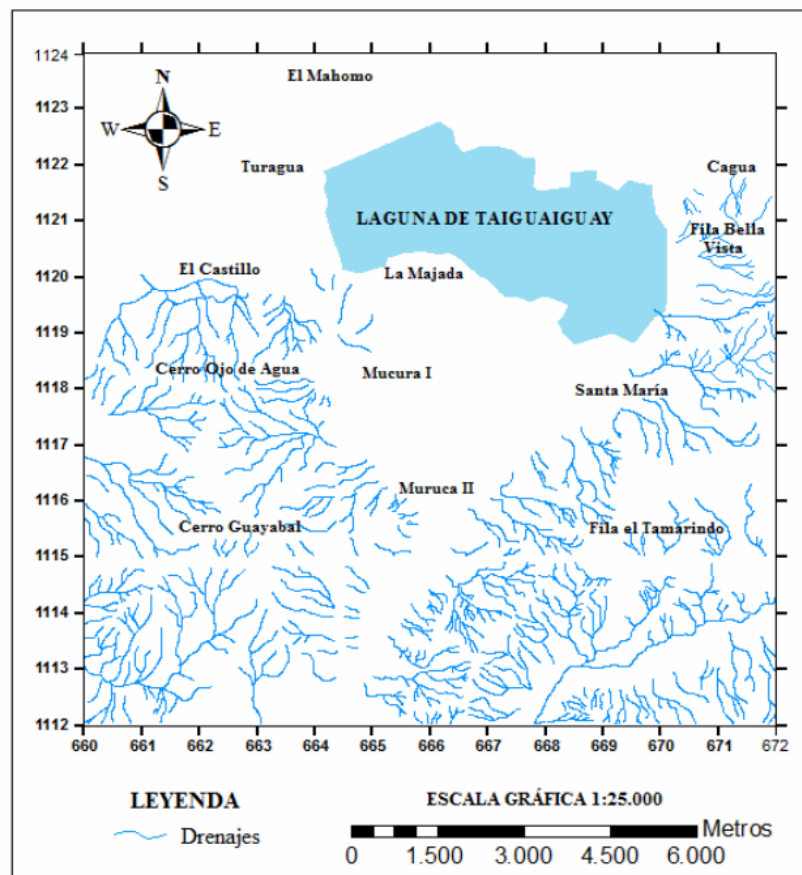 1124
El Mahomo
N
1123
W
E
S
1122
Turagua
Cagua
1121
LAGUNA DE TAIGUAIGUAY
Fila Bella
Vista
1120
El Castillo
La Majada
1119
Cerro Ojo de Agua
Mucura I
1118
Santa María
1117
1116
Muruca II
Cerro Guayabal
Fila el Tamarindo
1115
1114
1113
1112
660 661 662 663 664 665 666 667 668 669 670 671 672
LEYENDA
Drenajes
ESCALA GRÁFICA 1:25.000
Metros
0 1.500 3.000 4.500 6.000